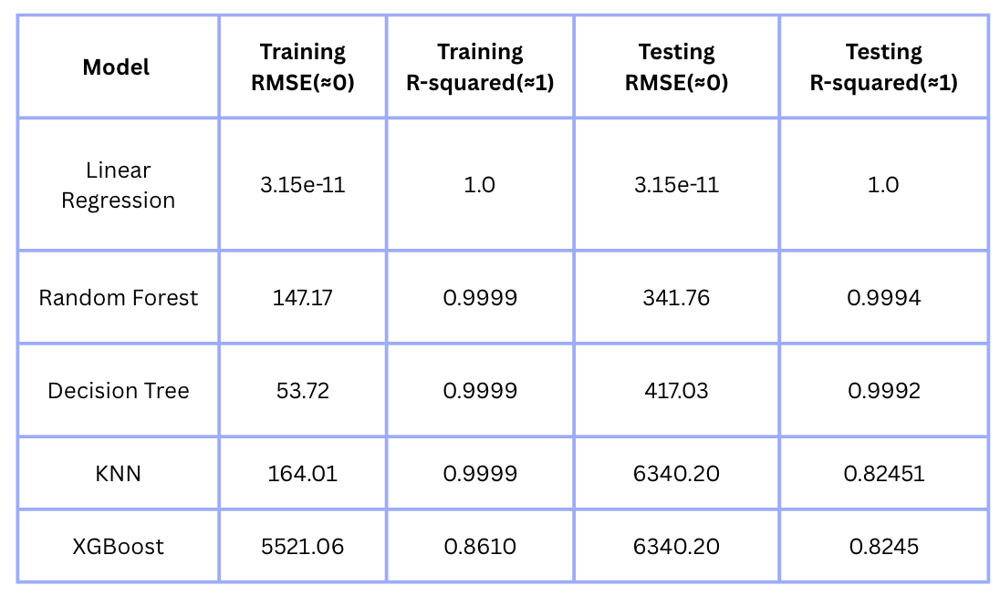 Model
Training
RMSE(≈0)
Training
R-squared(≈1)
Testing
RMSE(≈0)
Testing
R-squared(≈1)
Linear
Regression
3.15e-11
1.0
3.15e-11
1.0
Random Forest
147.17
0.9999
341.76
0.9994
Decision Tree
53.72
0.9999
417.03
0.9992
KNN
164.01
0.9999
6340.20
0.82451
XGBoost
5521.06
0.8610
6340.20
0.8245